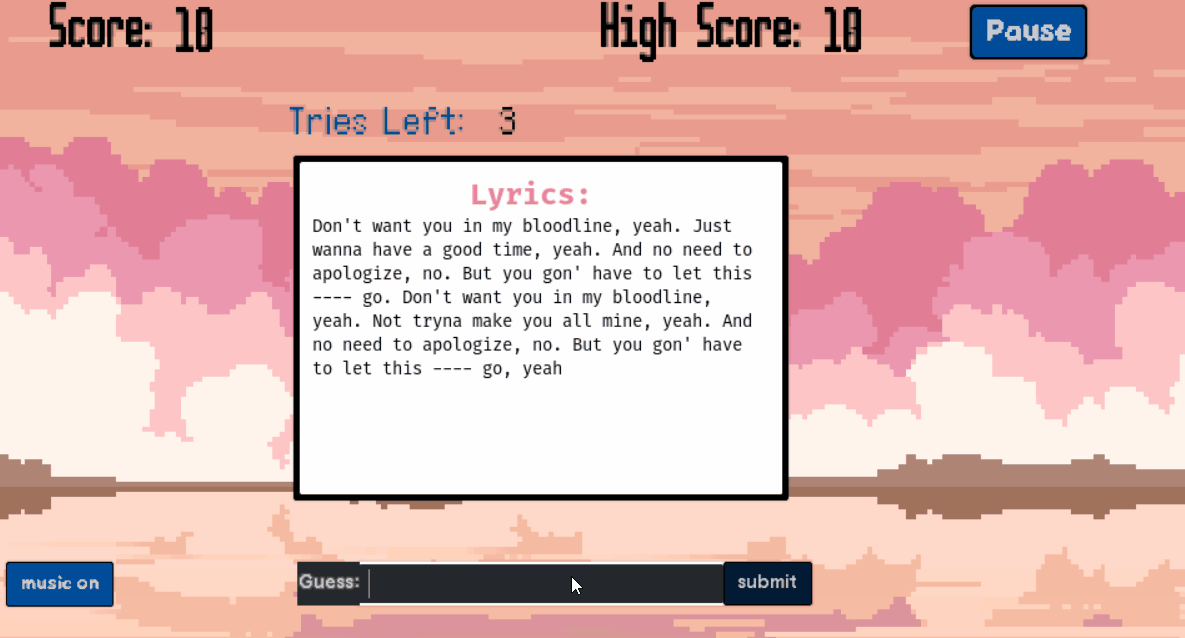 Score: 10
High Score: 10
Pause
Tries Left: 3
Lyrics:
Don't want you in my bloodline, yeah. Just
wanna have a good time, yeah. And no need to
apologize, no. But you gon' have to let this
---- go. Don't want you in my bloodline,
yeah. Not tryna make you all mine, yeah. And
no need to apologize, no. But you gon' have
to let this ---- go, yeah
music on
Guess:
submit